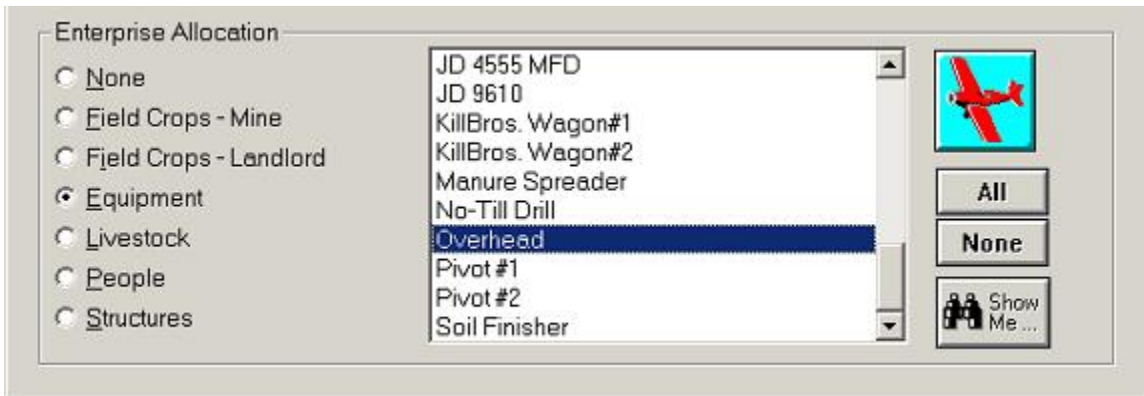 Enterprise Allocation
None
Field Crops - Mine
Field Crops - Landlord
Equipment
Livestock
People
Structures
JD 4555 MFD
JD 9610
KillBros. Wagon#1
KillBros. Wagon#2
Manure Spreader
No-Till Drill
Overhead
Pivot #1
Pivot #2
Soil Finisher
All
None
Show
Me ...